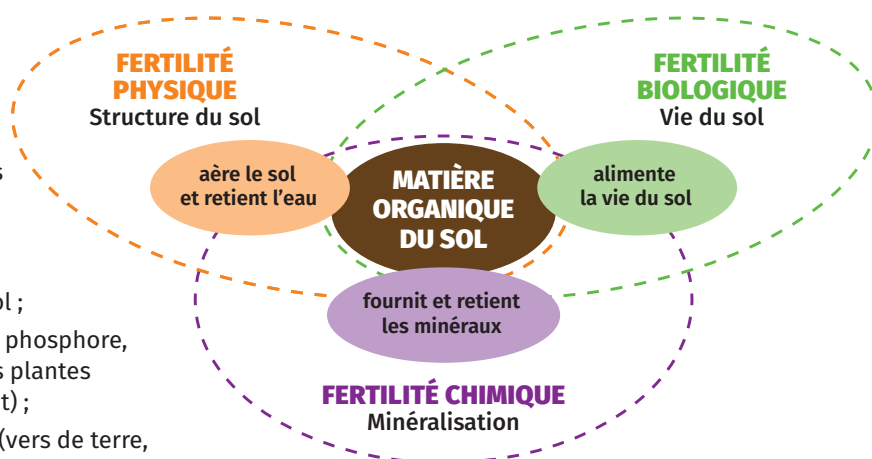 FERTILITÉ
PHYSIQUE
Structure du sol
FERTILITÉ
BIOLOGIQUE
Vie du sol
aère le sol
et retient l'eau
MATIÈRE
ORGANIQUE
DU SOL
alimente
la vie du sol
fournit et retient
les minéraux
FERTILITÉ CHIMIQUE
Minéralisation
phosphore,
plantes
(vers de terre,